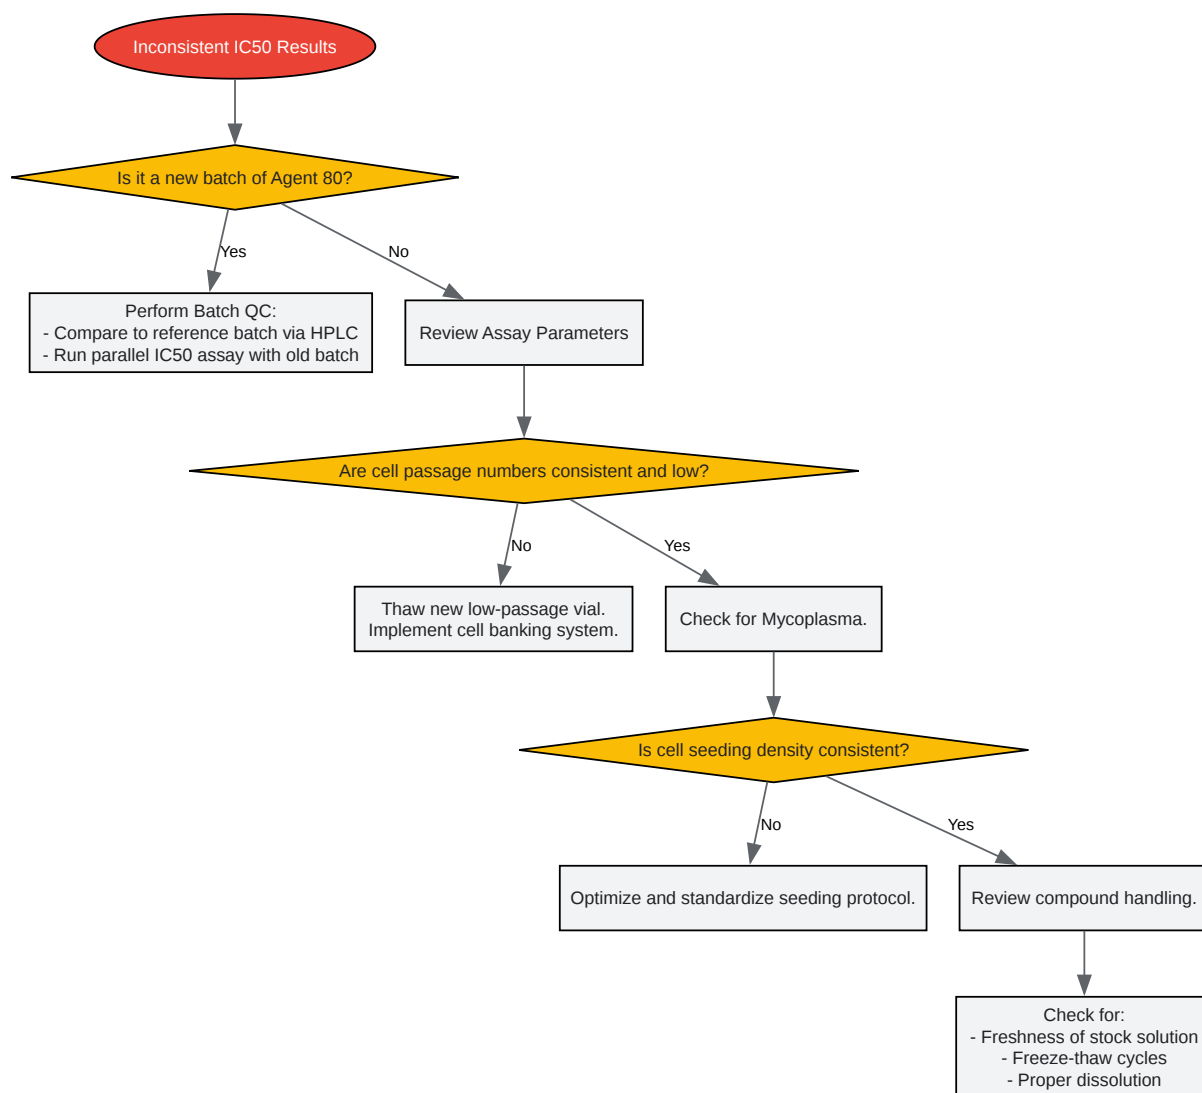 Inconsistent IC50 Results
Is it a new batch of Agent 80?
Yes
No
Perform Batch QC:
- Compare to reference batch via HPLC
- Run parallel IC50 assay with old batch
Review Assay Parameters
Are cell passage numbers consistent and low?
No
Yes
Thaw new low-passage vial.
Implement cell banking system.
Check for Mycoplasma.
Is cell seeding density consistent?
No
Yes
Optimize and standardize seeding protocol.
Review compound handling.
Check for:
- Freshness of stock solution
- Freeze-thaw cycles
- Proper dissolution